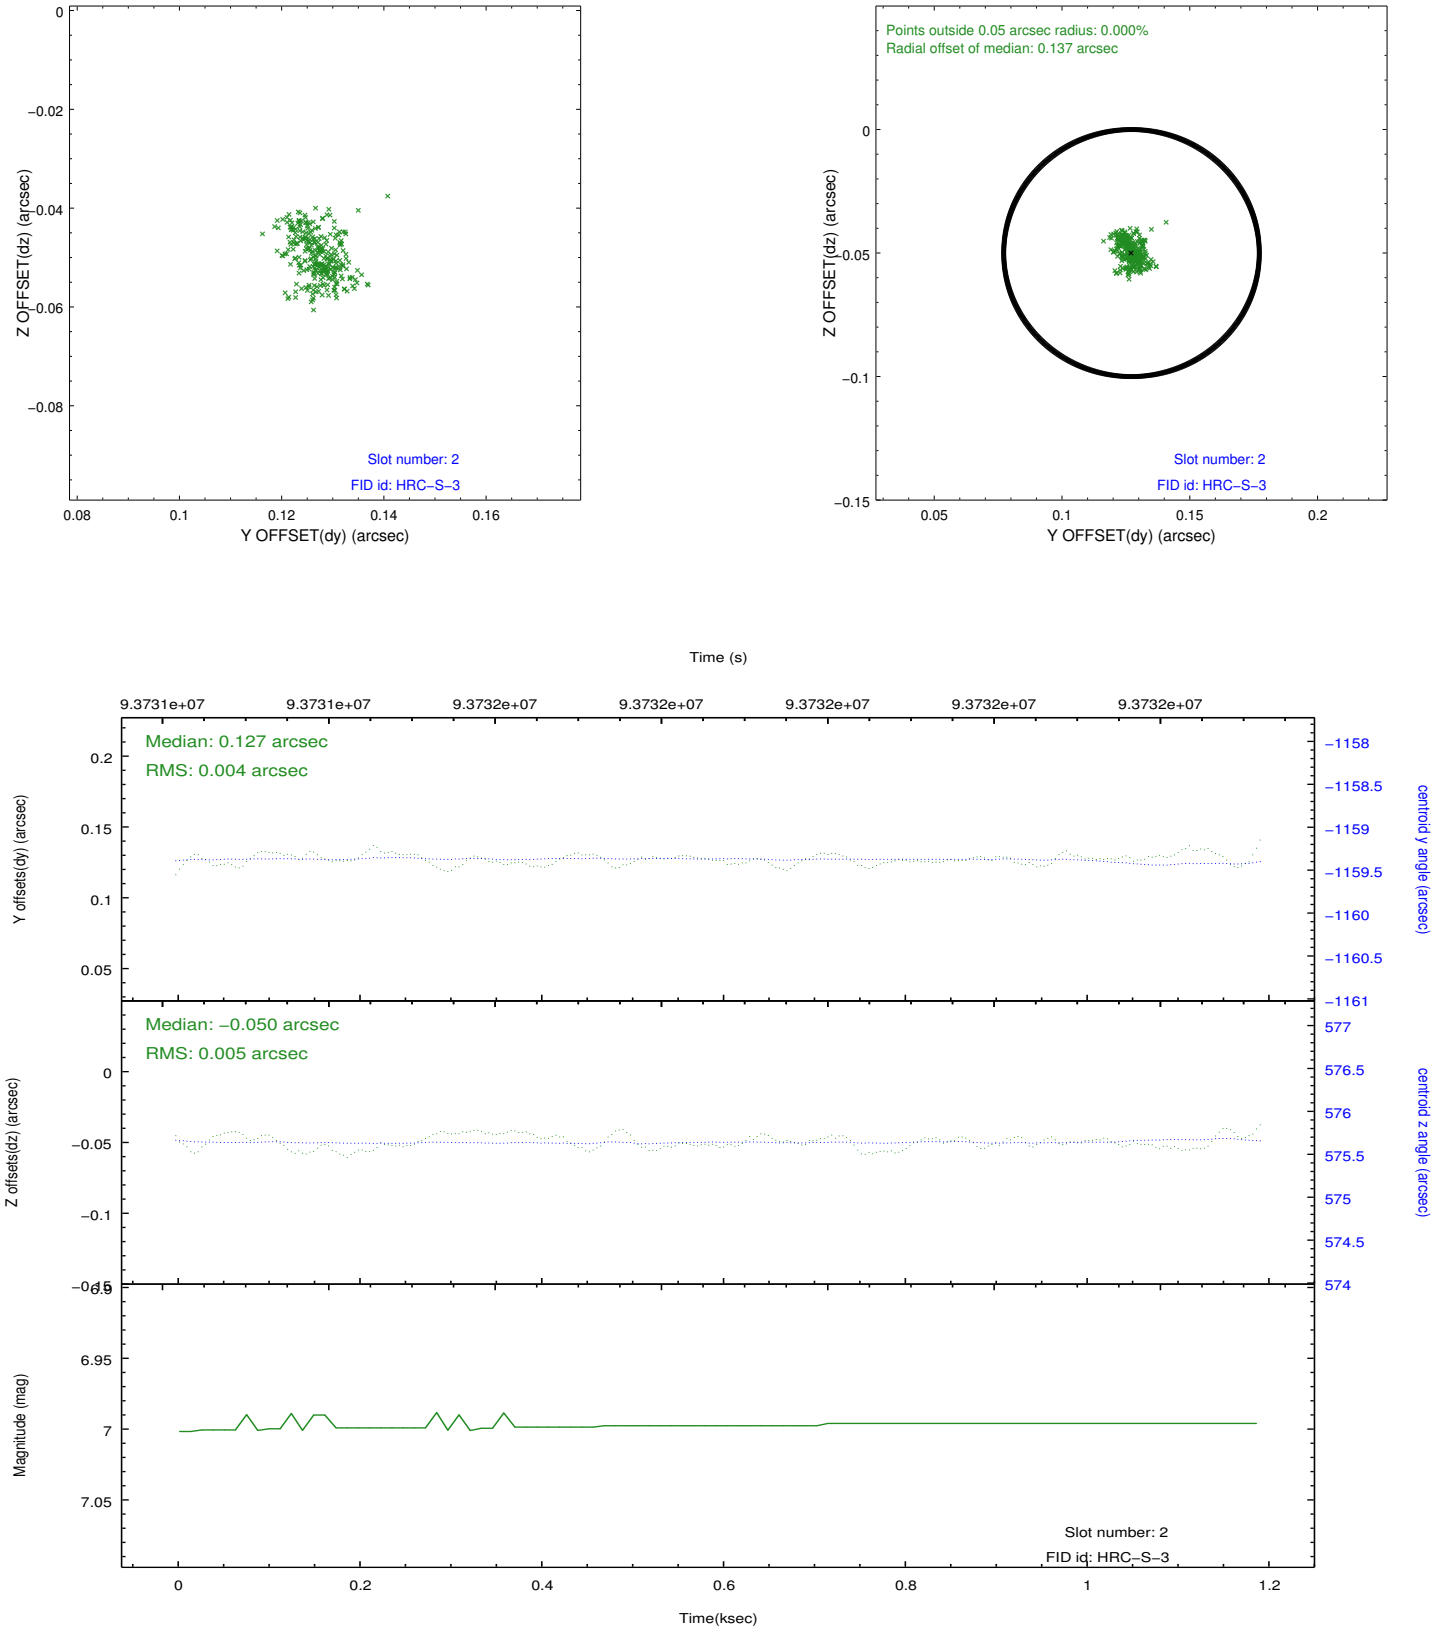 0
−0.02
−0.04
−0.06
−0.08
Z OFFSET(dz) (arcsec)
Slot number: 2
FID id: HRC−S−3
0.08 0.1 0.12 0.14 0.16
Y OFFSET(dy) (arcsec)
Points outside 0.05 arcsec radius: 0.000%
Radial offset of median: 0.137 arcsec
0
−0.05
−0.1
−0.15
Z OFFSET(dz) (arcsec)
Slot number: 2
FID id: HRC−S−3
0.05 0.1 0.15 0.2
Y OFFSET(dy) (arcsec)
Time (s)
9.3731e+07 9.3731e+07 9.3732e+07 9.3732e+07 9.3732e+07 9.3732e+07 9.3732e+07
Median: 0.127 arcsec
RMS: 0.004 arcsec
0.2
0.15
0.1
0.05
Y offsets(dy) (arcsec)
−1158
−1158.5
−1159
−1159.5
−1160
−1160.5
−1161
centroid y angle (arcsec)
Median: −0.050 arcsec
RMS: 0.005 arcsec
0
−0.05
−0.1
−0.15
Z offsets(dz) (arcsec)
577
576.5
576
575.5
575
574.5
574
centroid z angle (arcsec)
6.9
6.95
7
7.05
Magnitude (mag)
Slot number: 2
FID id: HRC−S−3
0 0.2 0.4 0.6 0.8 1 1.2
Time(ksec)